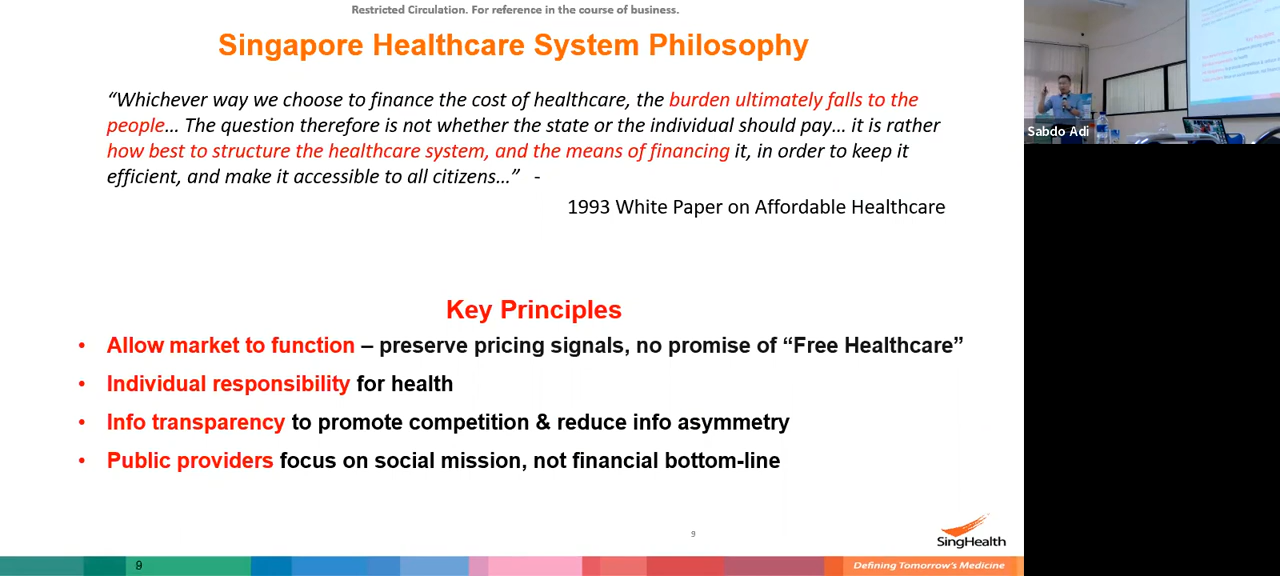 Restricted Circulation. For reference in the course of business.
Singapore Healthcare System Philosophy
“Whichever way we choose to finance the cost of healthcare, the burden ultimately falls to the
people… The question therefore is not whether the state or the individual should pay… it is rather
how best to structure the healthcare system, and the means of financing it, in order to keep it
efficient, and make it accessible to all citizens…” -
1993 White Paper on Affordable Healthcare
Key Principles
• Allow market to function – preserve pricing signals, no promise of “Free Healthcare”
• Individual responsibility for health
• Info transparency to promote competition & reduce info asymmetry
• Public providers focus on social mission, not financial bottom-line
9
SingHealth
9
Defining Tomorrow's Medicine
Key Principles
Sabdo Adi